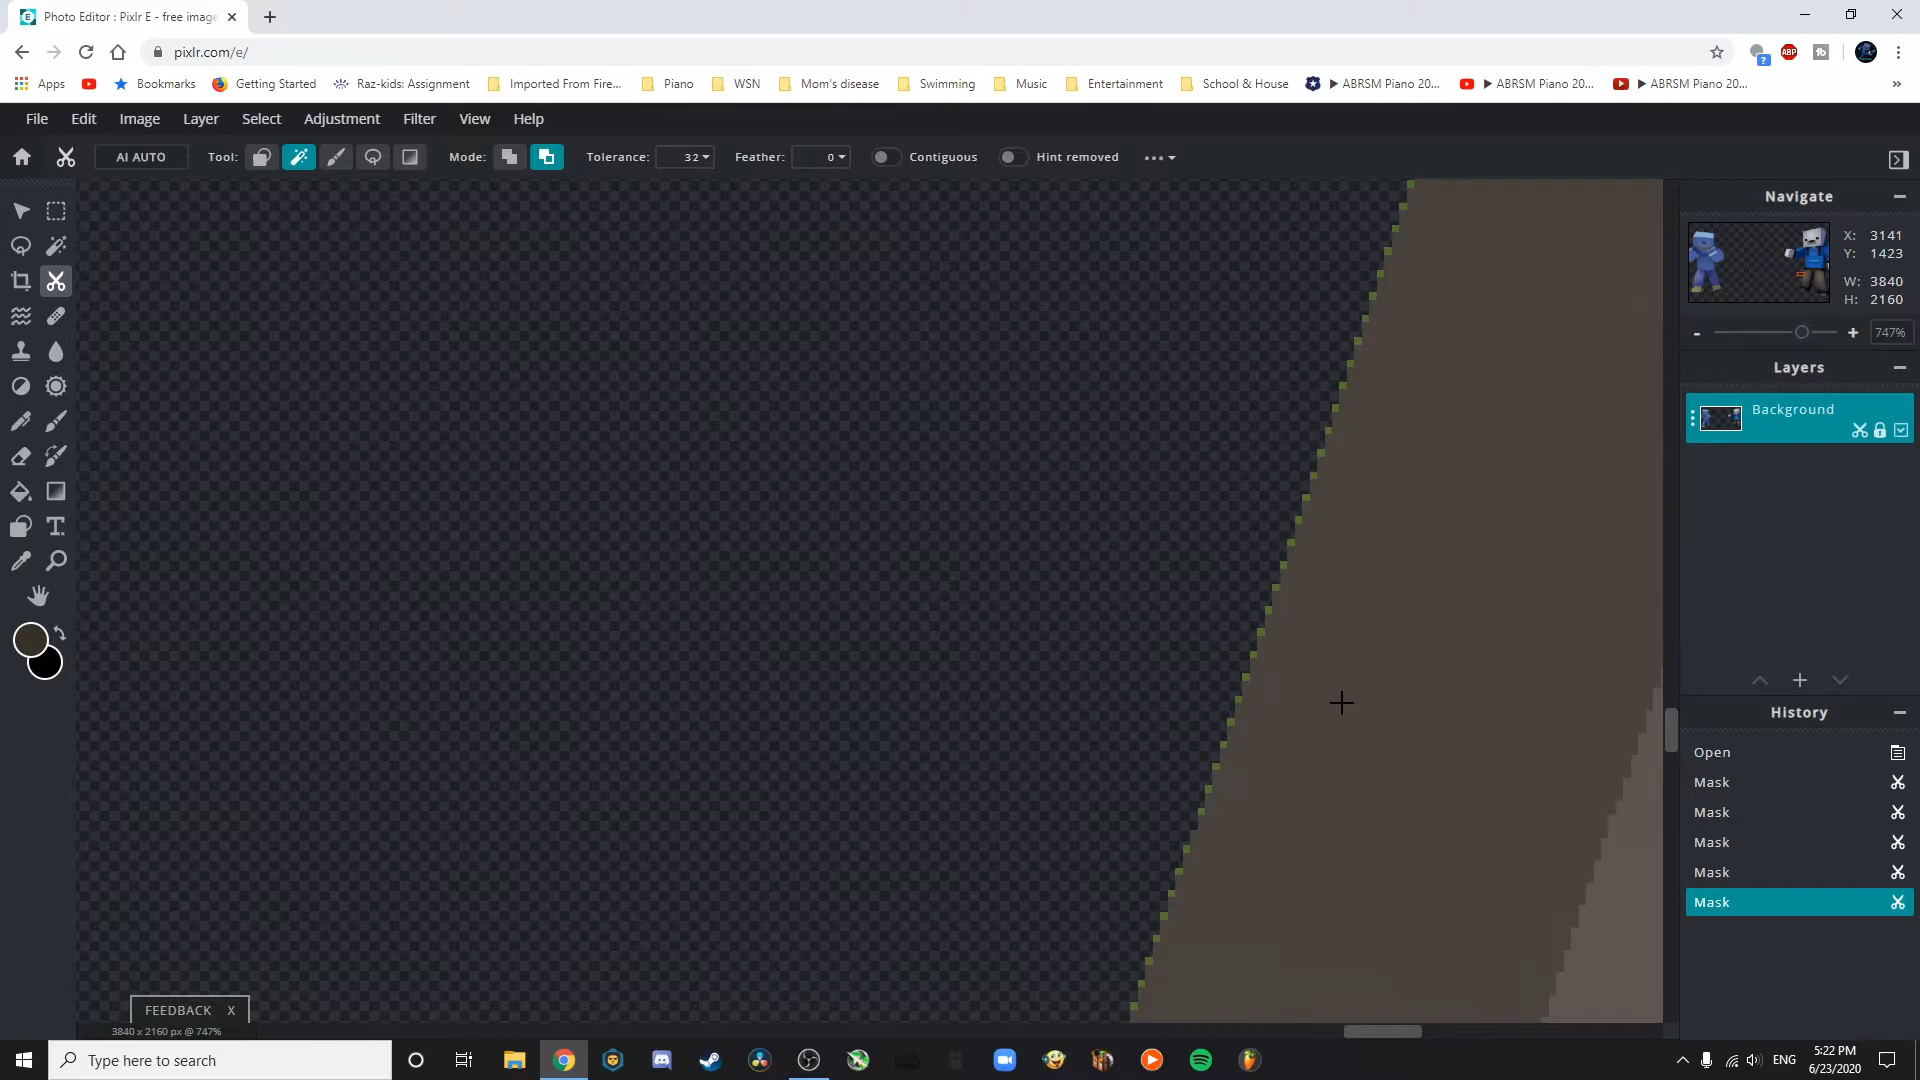 Photo Editor : Pixlr E - free image
pixlr.com/e/
Apps
Bookmarks
Getting Started
Raz-kids: Assignment
Imported From Fire...
Piano
WSN
Mom's disease
Swimming
Music
Entertainment
School & House
▶ ABRSM Piano 20...
▶ ABRSM Piano 20...
▶ ABRSM Piano 20...
»
File Edit Image Layer Select Adjustment Filter View Help
AI AUTO Tool: Mode: Tolerance: 32 Feather: 0 Contiguous Hint removed
Navigate
X: 3141
Y: 1423
W: 3840
H: 2160
- + 747%
Layers
Background
History
Open
Mask
Mask
Mask
Mask
Mask
FEEDBACK X
3840 x 2160 px @ 747%
Type here to search
ENG
5:22 PM
6/23/2020